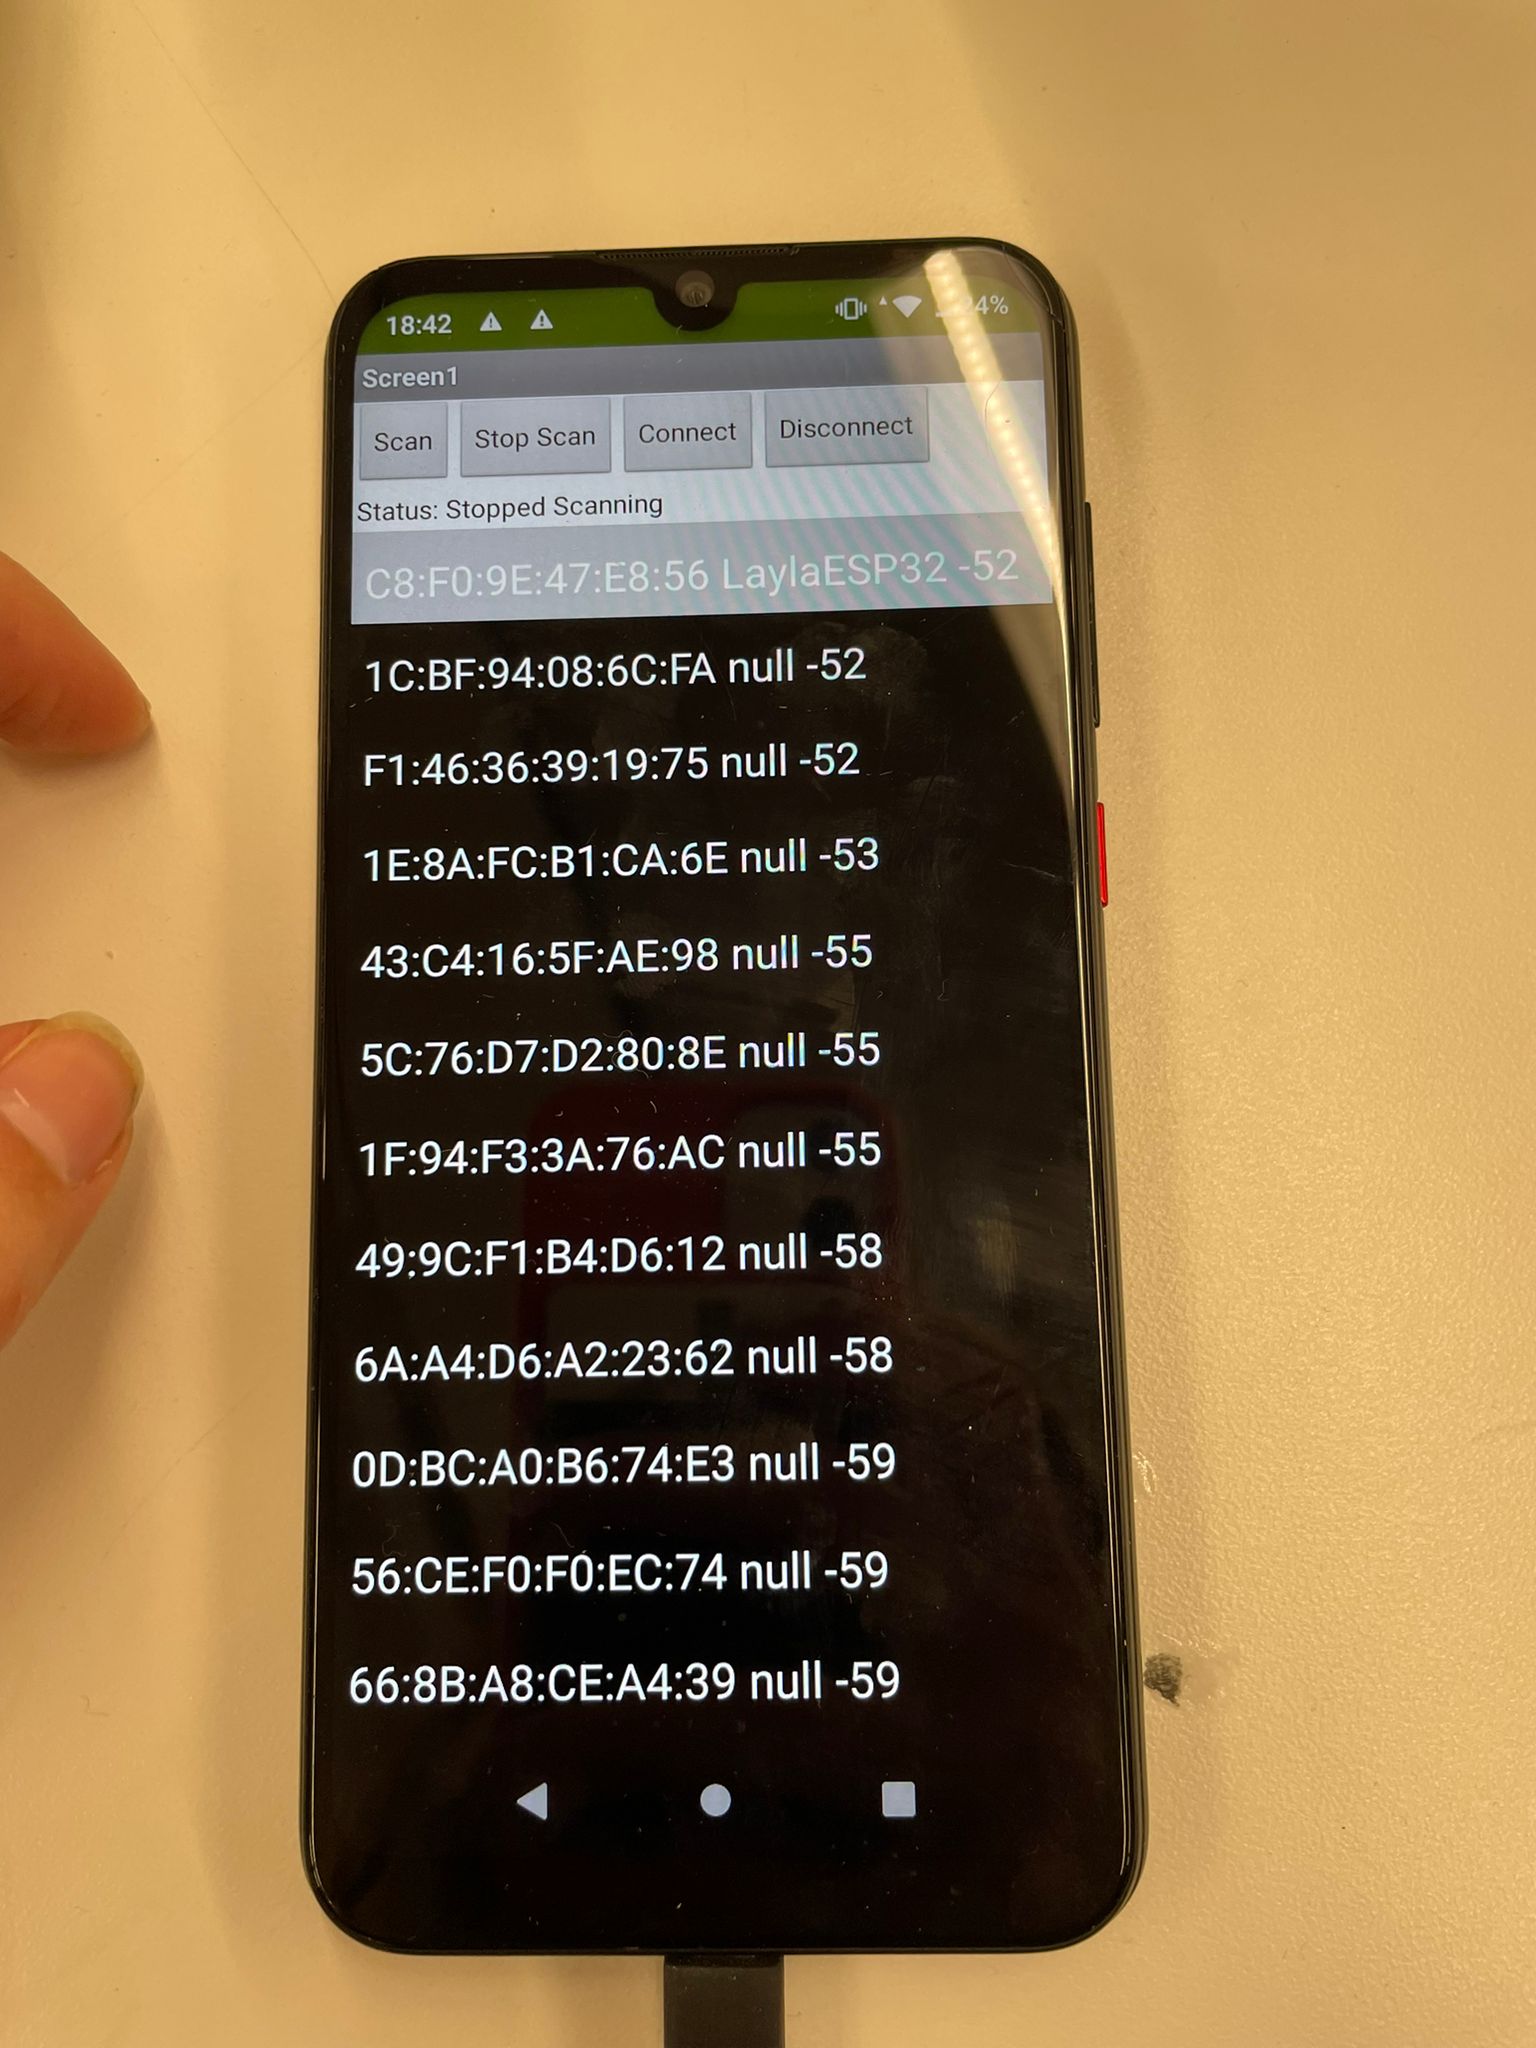 18:42 24%
Screen1
Scan Stop Scan Connect Disconnect
Status: Stopped Scanning
C8:F0:9E:47:E8:56 LaylaESP32 -52
1C:BF:94:08:6C:FA null -52
F1:46:36:39:19:75 null -52
1E:8A:FC:B1:CA:6E null -53
43:C4:16:5F:AE:98 null -55
5C:76:D7:D2:80:8E null -55
1F:94:F3:3A:76:AC null -55
49:9C:F1:B4:D6:12 null -58
6A:A4:D6:A2:23:62 null -58
0D:BC:A0:B6:74:E3 null -59
56:CE:F0:F0:EC:74 null -59
66:8B:A8:CE:A4:39 null -59